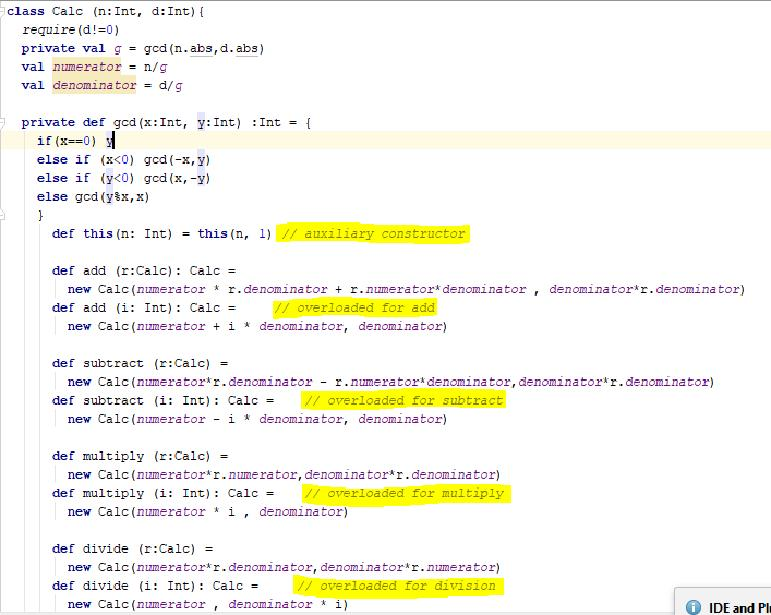 class Calc (n:Int, d:Int){
require(d!=0)
private val g = gcd(n.abs,d.abs)
val numerator = n/g
val denominator = d/g
private def gcd(x:Int, y:Int) :Int = {
if(x==0) y
else if (x<0) gcd(-x,y)
else if (y<0) gcd(x,-y)
else gcd(y%x,x)
}
def this(n: Int) = this(n, 1) // auxiliary constructor
def add (r:Calc): Calc =
new Calc(numerator * r.denominator + r.numerator*denominator , denominator*r.denominator)
def add (i: Int): Calc = // overloaded for add
new Calc(numerator + i * denominator, denominator)
def subtract (r:Calc) =
new Calc(numerator*r.denominator - r.numerator*denominator,denominator*r.denominator)
def subtract (i: Int): Calc = // overloaded for subtract
new Calc(numerator - i * denominator, denominator)
def multiply (r:Calc) =
new Calc(numerator*r.numerator,denominator*r.denominator)
def multiply (i: Int): Calc = // overloaded for multiply
new Calc(numerator * i , denominator)
def divide (r:Calc) =
new Calc(numerator*r.denominator,denominator*r.numerator)
def divide (i: Int): Calc = // overloaded for division
new Calc(numerator , denominator * i)
IDE and